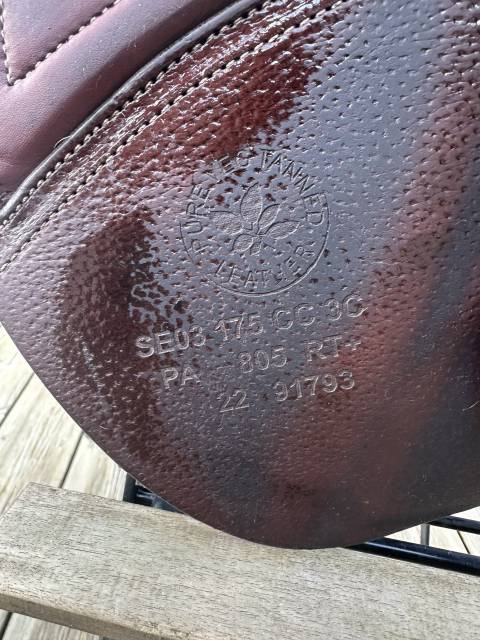 PURE VEG TANNED
LEATHER
SE03 175 CC 3C
PA 805 RT+
22 91793